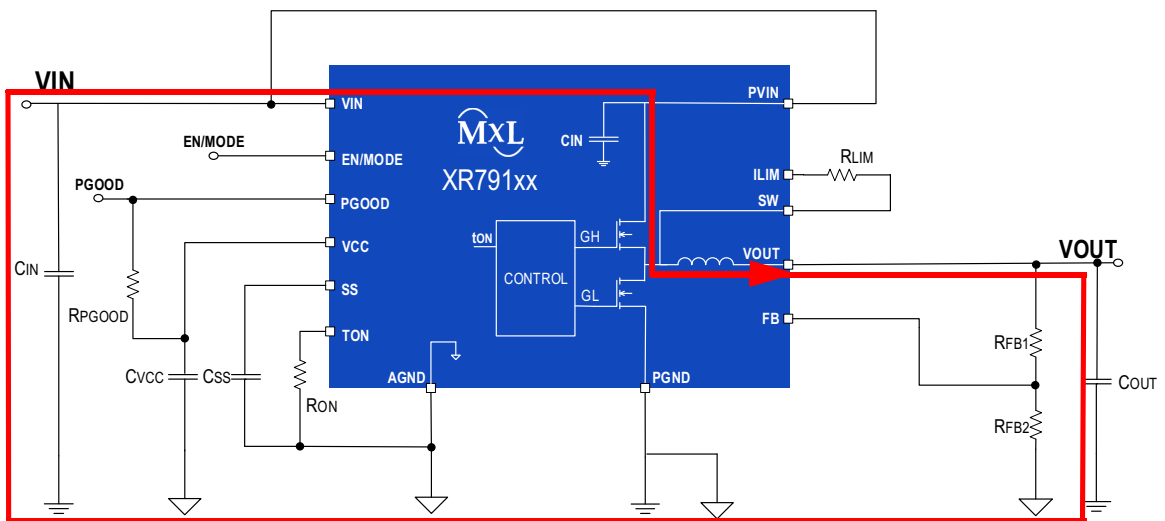 VIN
VIN
PVIN
MXL
CIN
EN/MODE
EN/MODE
XR791xx
RLIM
ILIM
PGOOD
PGOOD
SW
tON
GH
VCC
VOUT
VOUT
CIN
CONTROL
SS
GL
RPGOOD
FB
TON
RFB1
CVCC
CSS
AGND
PGND
RON
COUT
RFB2